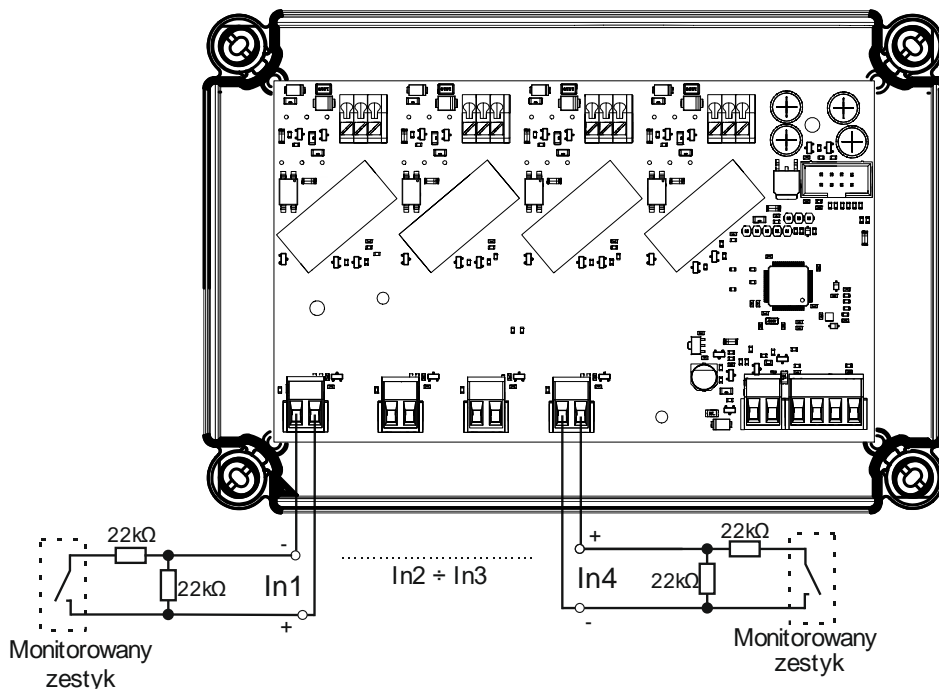 22kΩ
-
22kΩ
In1
+
Monitorowany
zestyk
In2 ÷ In3
+
22kΩ
In4
22kΩ
-
Monitorowany
zestyk